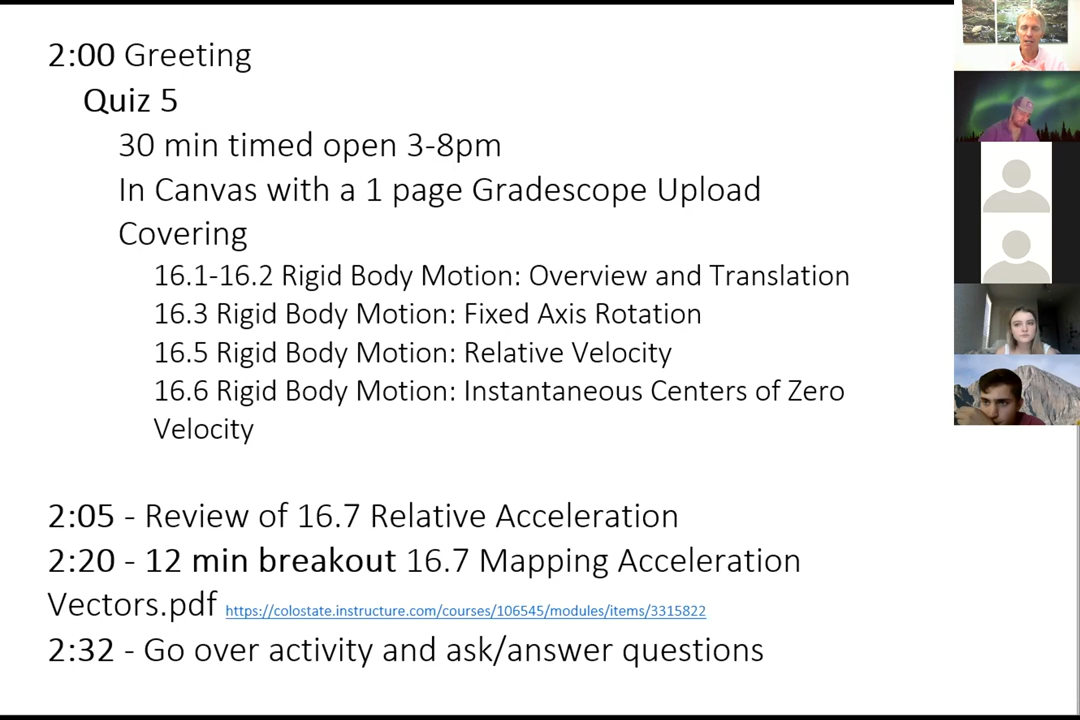 2:00 Greeting
Quiz 5
30 min timed open 3-8pm
In Canvas with a 1 page Gradescope Upload
Covering
16.1-16.2 Rigid Body Motion: Overview and Translation
16.3 Rigid Body Motion: Fixed Axis Rotation
16.5 Rigid Body Motion: Relative Velocity
16.6 Rigid Body Motion: Instantaneous Centers of Zero
Velocity
2:05 - Review of 16.7 Relative Acceleration
2:20 - 12 min breakout 16.7 Mapping Acceleration
Vectors.pdf https://colostate.instructure.com/courses/106545/modules/items/3315822
2:32 - Go over activity and ask/answer questions